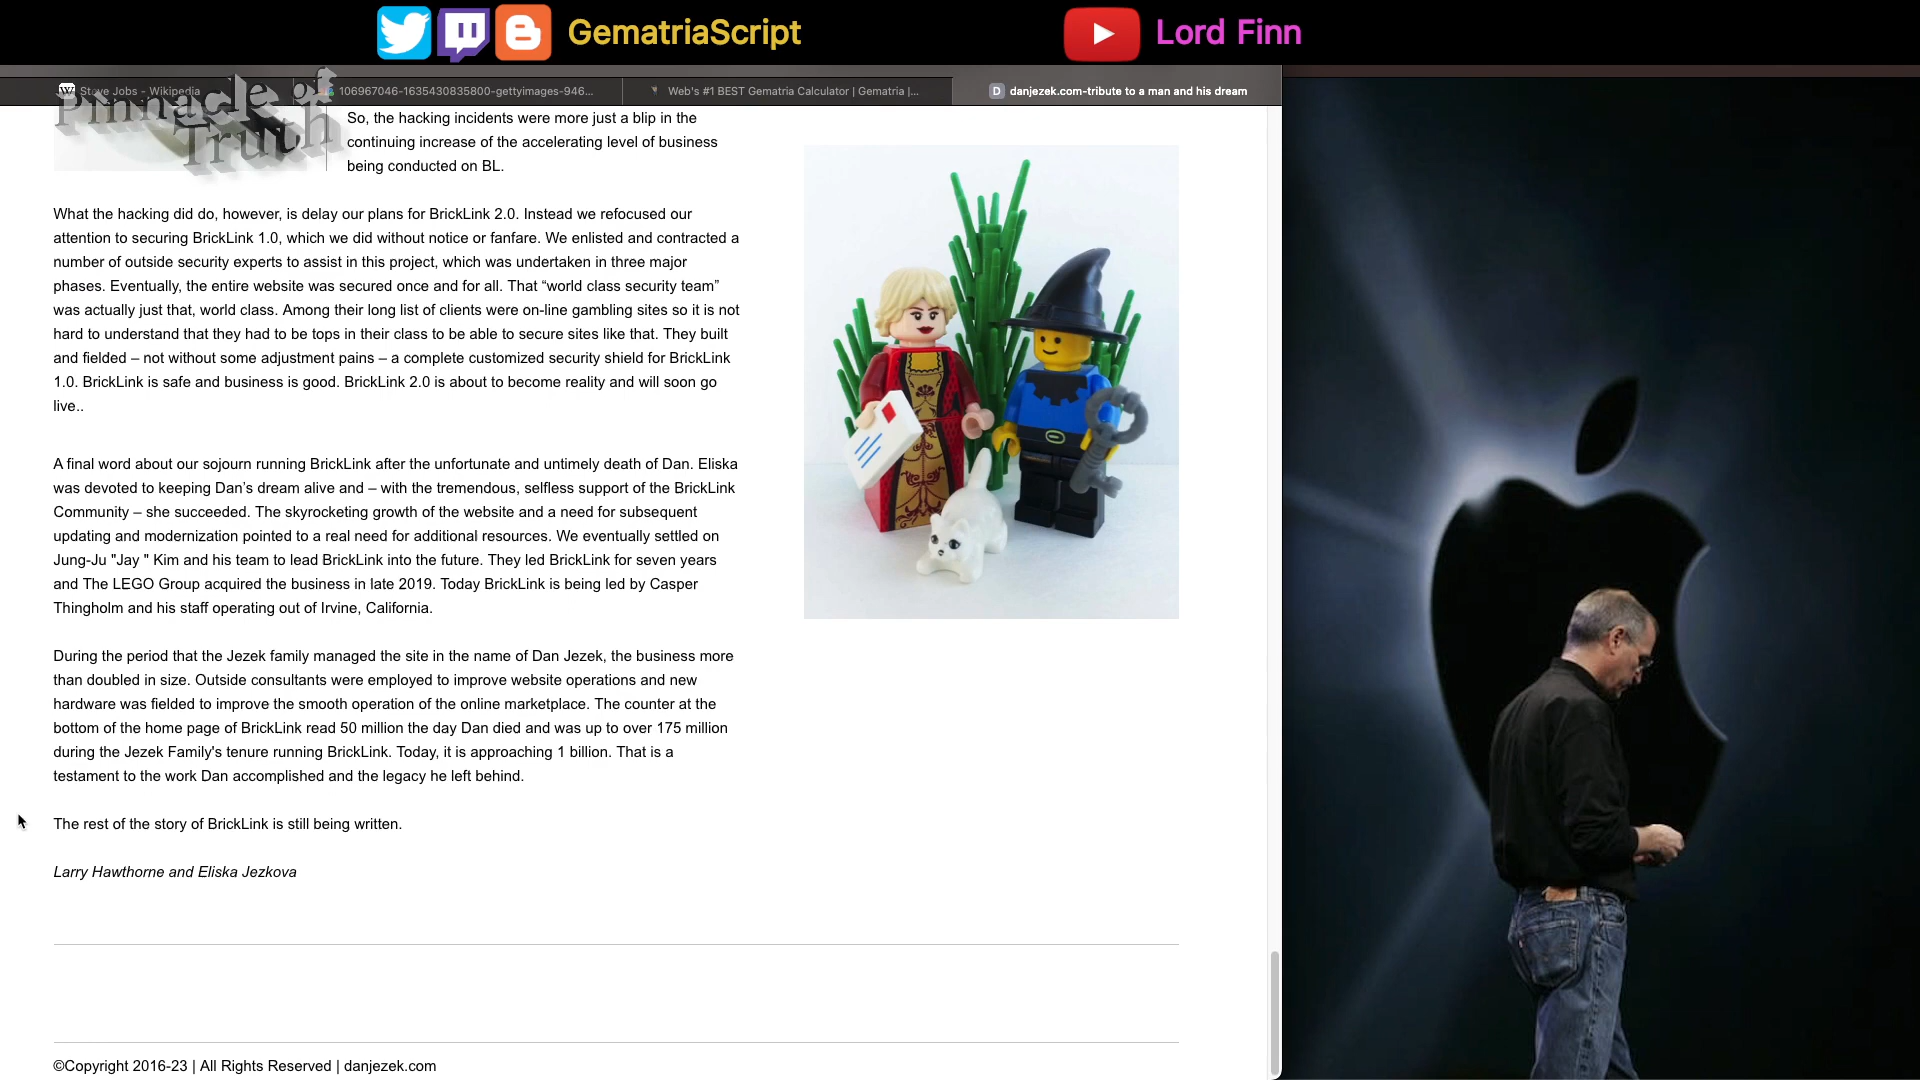 GematriaScript
Lord Finn
Steve Jobs - Wikipedia
106967046-1635430835800-gettyimages-946...
Web's #1 BEST Gematria Calculator | Gematria |...
D danjezek.com-tribute to a man and his dream
Pinnacle of
Truth
So, the hacking incidents were more just a blip in the
continuing increase of the accelerating level of business
being conducted on BL.
What the hacking did do, however, is delay our plans for BrickLink 2.0. Instead we refocused our
attention to securing BrickLink 1.0, which we did without notice or fanfare. We enlisted and contracted a
number of outside security experts to assist in this project, which was undertaken in three major
phases. Eventually, the entire website was secured once and for all. That “world class security team”
was actually just that, world class. Among their long list of clients were on-line gambling sites so it is not
hard to understand that they had to be tops in their class to be able to secure sites like that. They built
and fielded – not without some adjustment pains – a complete customized security shield for BrickLink
1.0. BrickLink is safe and business is good. BrickLink 2.0 is about to become reality and will soon go
live..
A final word about our sojourn running BrickLink after the unfortunate and untimely death of Dan. Eliska
was devoted to keeping Dan’s dream alive and – with the tremendous, selfless support of the BrickLink
Community – she succeeded. The skyrocketing growth of the website and a need for subsequent
updating and modernization pointed to a real need for additional resources. We eventually settled on
Jung-Ju "Jay " Kim and his team to lead BrickLink into the future. They led BrickLink for seven years
and The LEGO Group acquired the business in late 2019. Today BrickLink is being led by Casper
Thingholm and his staff operating out of Irvine, California.
During the period that the Jezek family managed the site in the name of Dan Jezek, the business more
than doubled in size. Outside consultants were employed to improve website operations and new
hardware was fielded to improve the smooth operation of the online marketplace. The counter at the
bottom of the home page of BrickLink read 50 million the day Dan died and was up to over 175 million
during the Jezek Family's tenure running BrickLink. Today, it is approaching 1 billion. That is a
testament to the work Dan accomplished and the legacy he left behind.
The rest of the story of BrickLink is still being written.
Larry Hawthorne and Eliska Jezkova
©Copyright 2016-23 | All Rights Reserved | danjezek.com